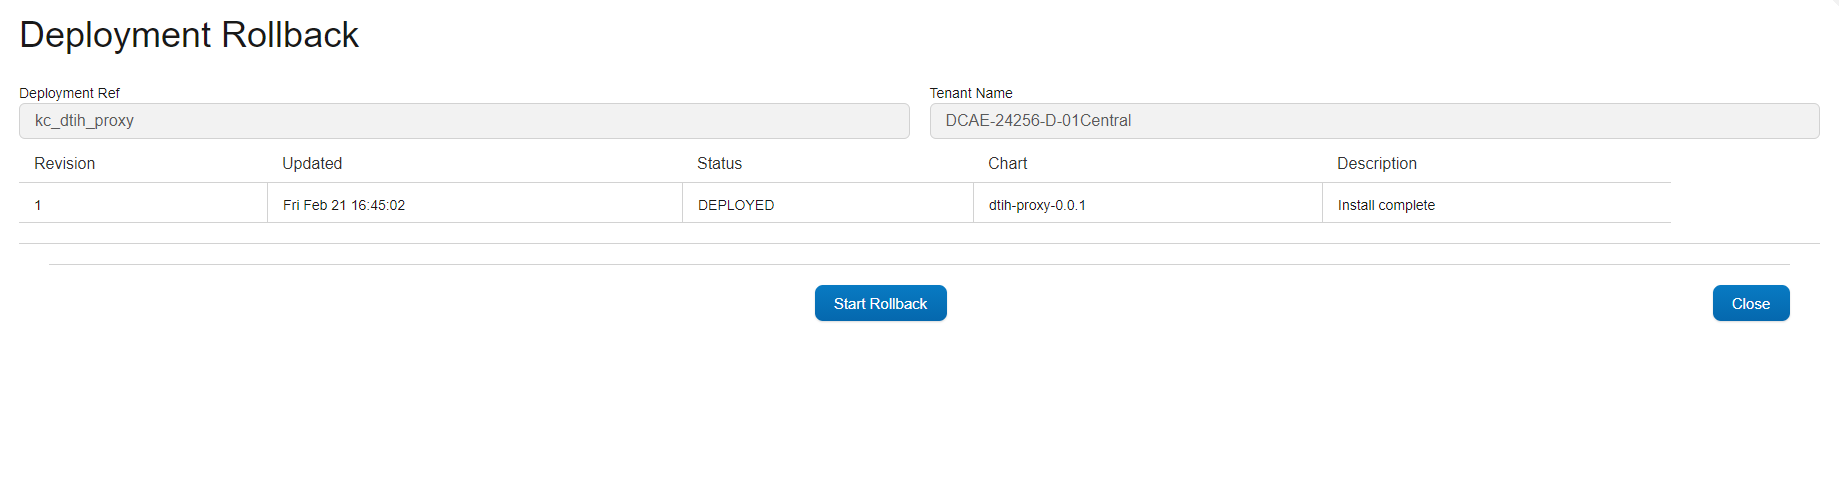 Deployment Rollback
Deployment Ref Tenant Name
kc_dtih_proxy DCAE-24256-D-01Central
Revision Updated Status Chart Description
1 Fri Feb 21 16:45:02 DEPLOYED dtih-proxy-0.0.1 Install complete
Start Rollback Close